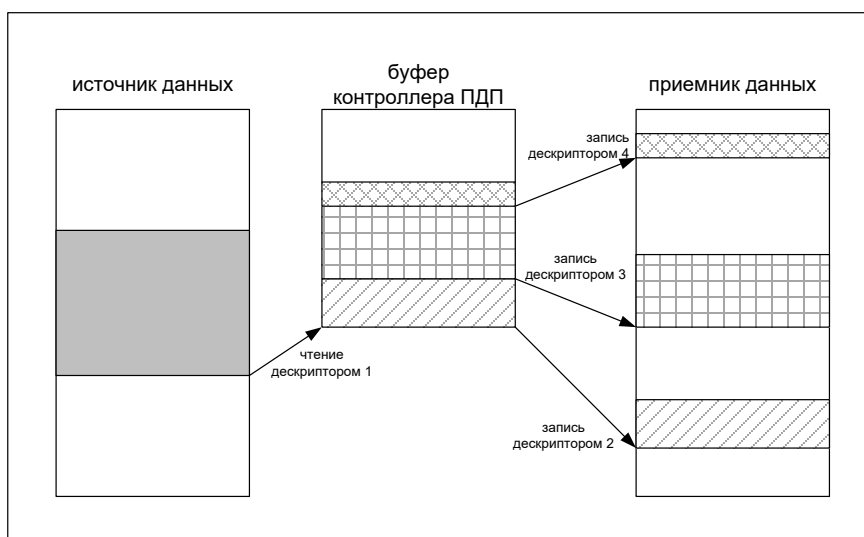 источник данных
буфер
контроллера ПДП
приемник данных
запись
дескриптором 4
запись
дескриптором 3
чтение
дескриптором 1
запись
дескриптором 2